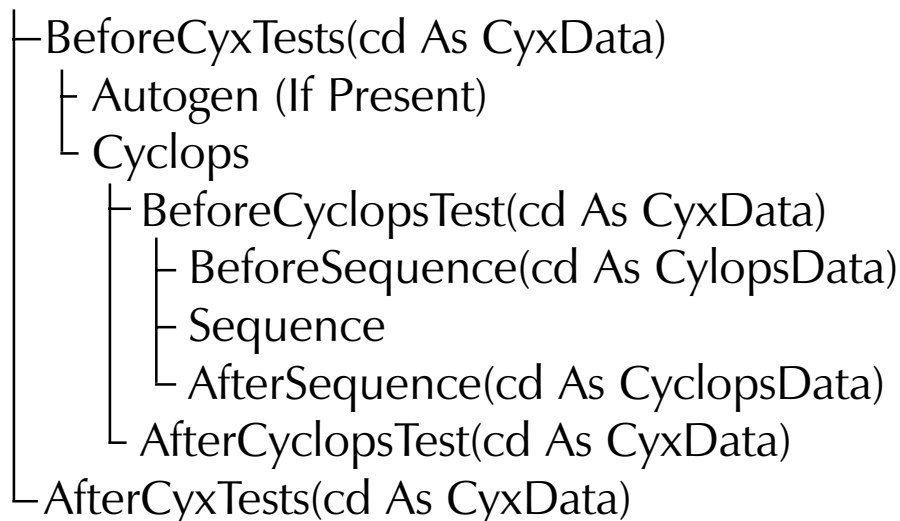 BeforeCyxTests(cd As CyxData)
Autogen (If Present)
Cyclops
BeforeCyclopsTest(cd As CyxData)
BeforeSequence(cd As CylopsData)
Sequence
AfterSequence(cd As CyclopsData)
AfterCyclopsTest(cd As CyxData)
AfterCyxTests(cd As CyxData)